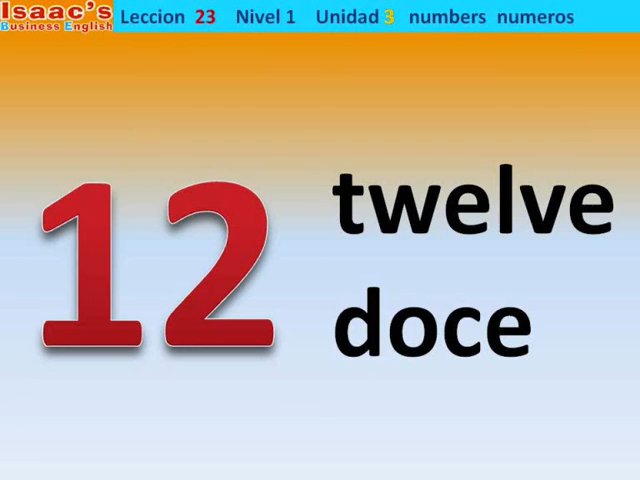 Isaac's
Business English
Leccion 23 Nivel 1 Unidad 3 numbers numeros
12
twelve
doce